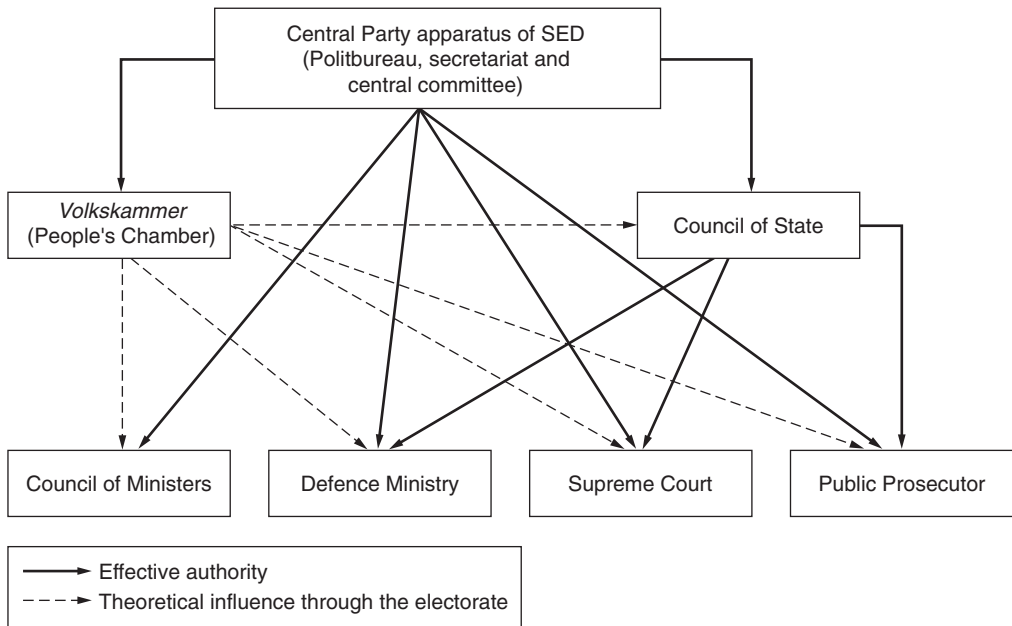 Central Party apparatus of SED
(Politbureau, secretariat and
central committee)
Volkskammer
(People's Chamber)
Council of State
Council of Ministers
Defence Ministry
Supreme Court
Public Prosecutor
Effective authority
Theoretical influence through the electorate